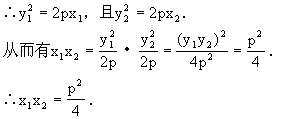 ∴y₁²=2px₁，且y₂²=2px₂．
从而有x₁x₂=y₁²/2p•y₂²/2p=(y₁y₂)²/4p²=p²/4．
∴x₁x₂=p²/4．